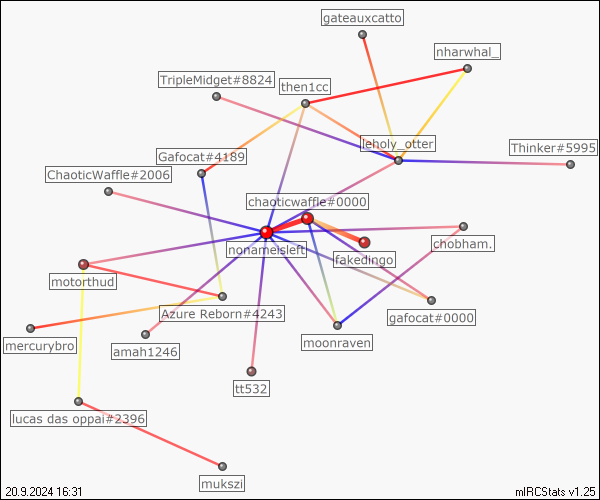 gateauxcatto
nharwhal_
TripleMidget#8824
then1cc
leholy_otter
Thinker#5995
Gafocat#4189
ChaoticWaffle#2006
chaoticwaffle#0000
nonameisleft
chobham.
fakedingo
motorthud
Azure Reborn#4243
gafocat#0000
mercurybro
amah1246
moonraven
tt532
lucas das oppai#2396
mukszi
20.9.2024 16:31
mIRCStats v1.25